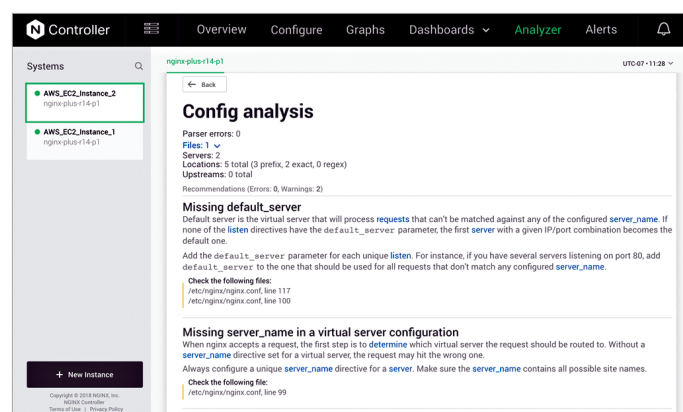 N Controller
Overview Configure Graphs Dashboards Analyzer Alerts
Systems
AWS_EC2_Instance_2
nginx-plus-r14-p1
AWS_EC2_Instance_1
nginx-plus-r14-p1
+ New Instance
Copyright © 2018 NGINX, Inc.
NGINX Controller
Terms of Use | Privacy Policy
nginx-plus-r14-p1
UTC-07 • 11:28
← Back
Config analysis
Parser errors: 0
Files: 1
Servers: 2
Locations: 5 total (3 prefix, 2 exact, 0 regex)
Upstreams: 0 total
Recommendations (Errors: 0, Warnings: 2)
Missing default_server
Default server is the virtual server that will process requests that can't be matched against any of the configured server_name. If
none of the listen directives have the default_server parameter, the first server with a given IP/port combination becomes the
default one.
Add the default_server parameter for each unique listen. For instance, if you have several servers listening on port 80, add
default_server to the one that should be used for all requests that don't match any configured server_name.
Check the following files:
/etc/nginx/nginx.conf, line 117
/etc/nginx/nginx.conf, line 100
Missing server_name in a virtual server configuration
When nginx accepts a request, the first step is to determine which virtual server the request should be routed to. Without a
server_name directive set for a virtual server, the request may hit the wrong one.
Always configure a unique server_name directive for a server. Make sure the server_name contains all possible site names.
Check the following file:
/etc/nginx/nginx.conf, line 99